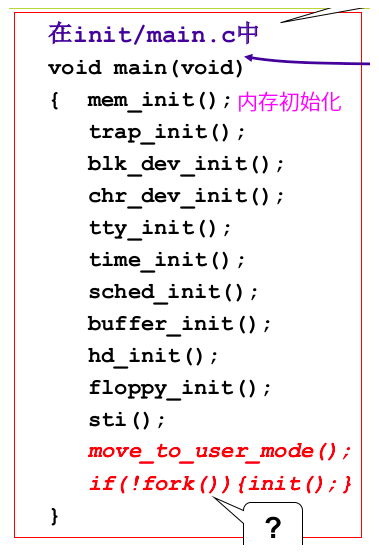 在init/main.c中
void main(void)
{ mem_init(); 内存初始化
trap_init();
blk_dev_init();
chr_dev_init();
tty_init();
time_init();
sched_init();
buffer_init();
hd_init();
floppy_init();
sti();
move_to_user_mode();
if(!fork()){init();}
}
?